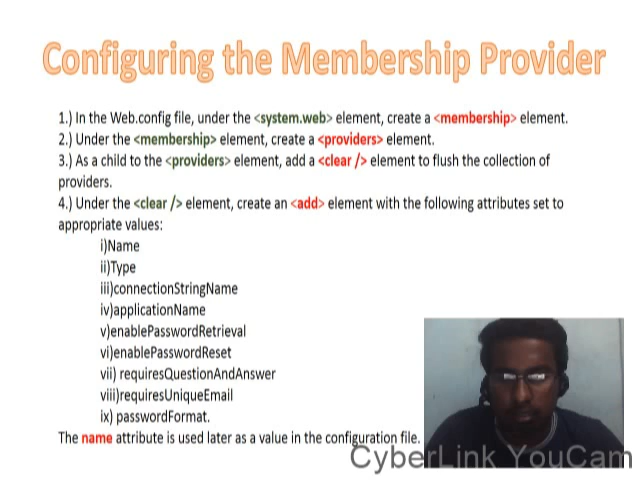 Configuring the Membership Provider
1.) In the Web.config file, under the <system.web> element, create a <membership> element.
2.) Under the <membership> element, create a <providers> element.
3.) As a child to the <providers> element, add a <clear /> element to flush the collection of
providers.
4.) Under the <clear /> element, create an <add> element with the following attributes set to
appropriate values:
i)Name
ii)Type
iii)connectionStringName
iv)applicationName
v)enablePasswordRetrieval
vi)enablePasswordReset
vii) requiresQuestionAndAnswer
viii)requiresUniqueEmail
ix) passwordFormat.
The name attribute is used later as a value in the configuration file.
CyberLink YouCam